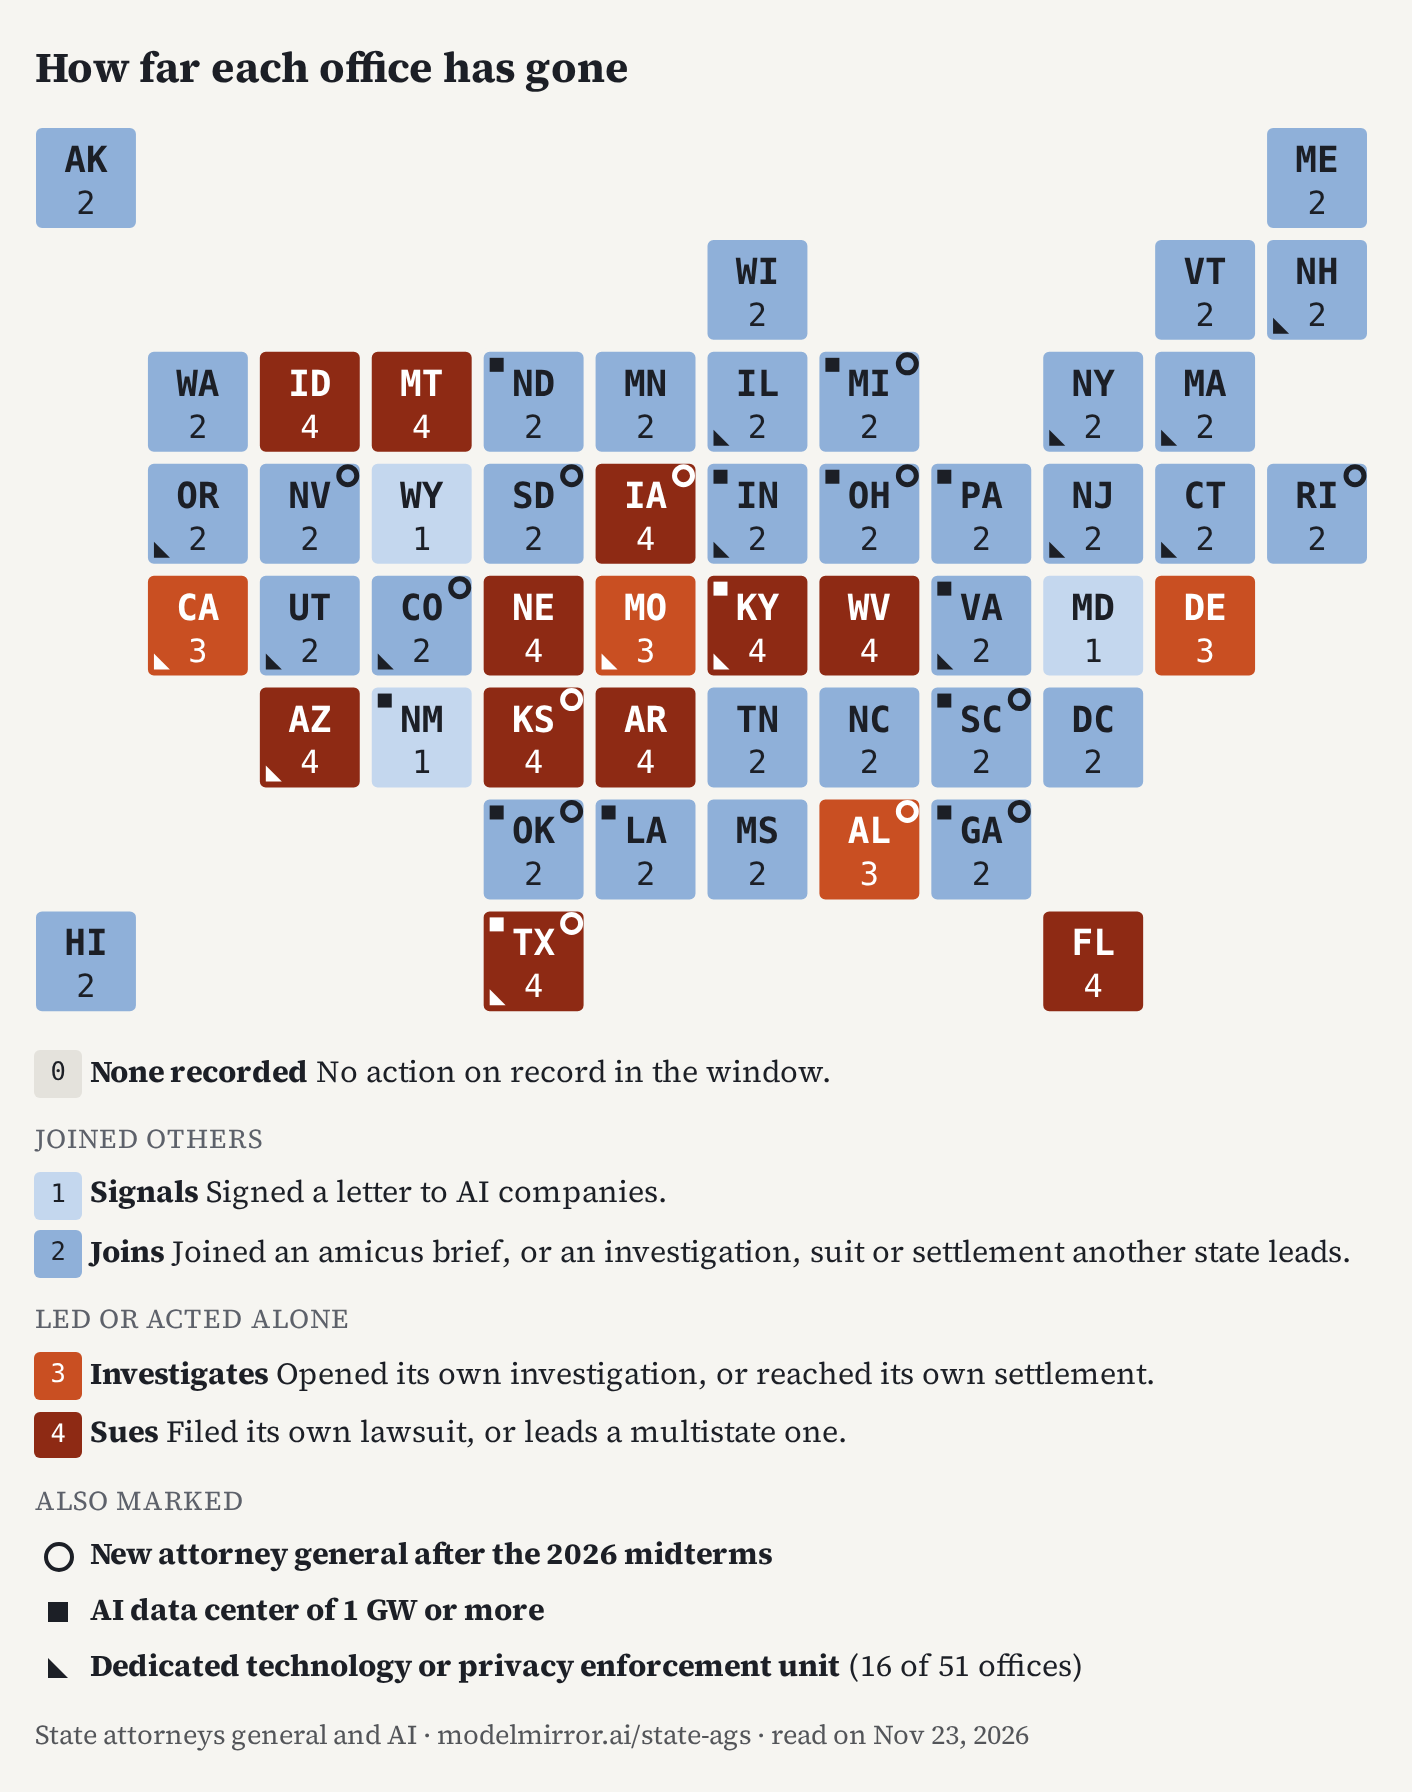 How far each office has gone
AK ME
2 2
WI VT NH
2 2 2
WA ID MT ND MN IL MI NY MA
2 4 4 2 2 2 2 2 2
OR NV WY SD IA IN OH PA NJ CT RI
2 2 1 2 4 2 2 2 2 2 2
CA UT CO NE MO KY WV VA MD DE
3 2 2 4 3 4 4 2 1 3
AZ NM KS AR TN NC SC DC
4 1 4 4 2 2 2 2
OK LA MS AL GA
2 2 2 3 2
HI TX FL
2 4 4
0 None recorded No action on record in the window.
JOINED OTHERS
1 Signals Signed a letter to AI companies.
2 Joins Joined an amicus brief, or an investigation, suit or settlement another state leads.
LED OR ACTED ALONE
3 Investigates Opened its own investigation, or reached its own settlement.
4 Sues Filed its own lawsuit, or leads a multistate one.
ALSO MARKED
New attorney general after the 2026 midterms
AI data center of 1 GW or more
Dedicated technology or privacy enforcement unit (16 of 51 offices)
State attorneys general and AI · modelmirror.ai/state-ags · read on Nov 23, 2026